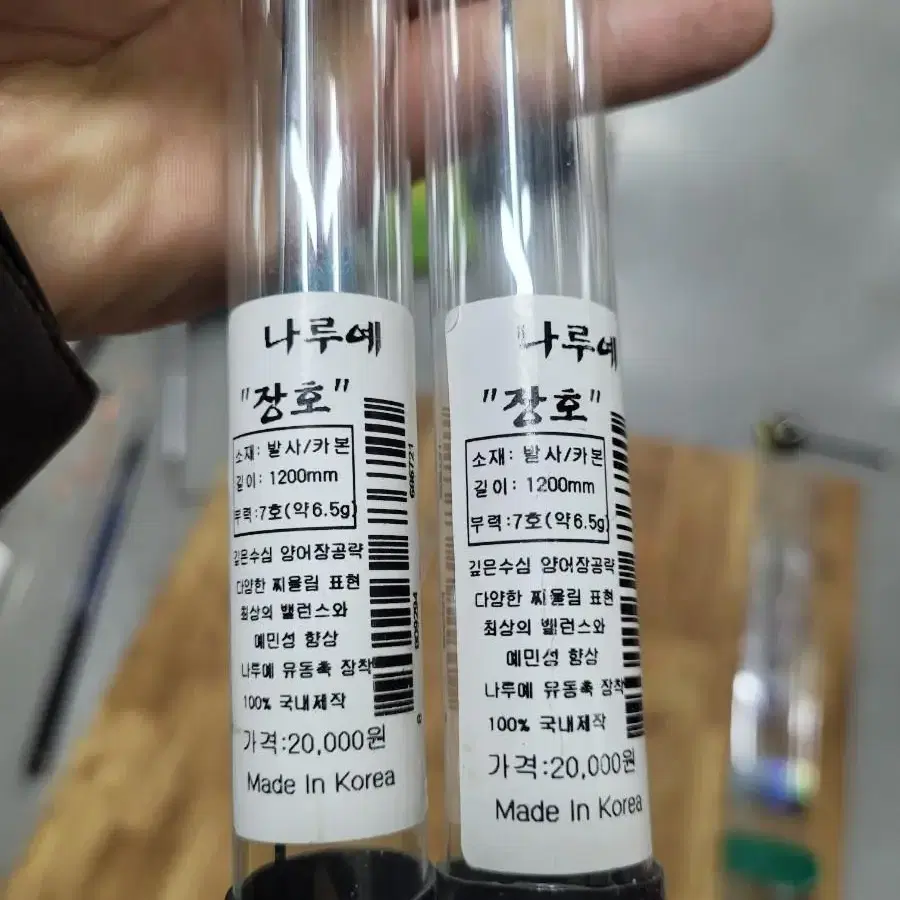 나루예
"장호"
소재: 발사/카본
길이: 1200mm
부력:7호(약6.5g)
깊은수심 양어장공략
다양한 찌올림 표현
최상의 밸런스와
예민성 향상
나루예 유동촉 장착
100% 국내제작
가격:20,000원
Made In Korea
606721
009294
나루예
"장호"
소재: 발사/카본
길이: 1200mm
부력:7호(약6.5g)
깊은수심 양어장공략
다양한 찌올림 표현
최상의 밸런스와
예민성 향상
나루예 유동촉 장착
100% 국내제작
가격:20,000원
Made In Korea